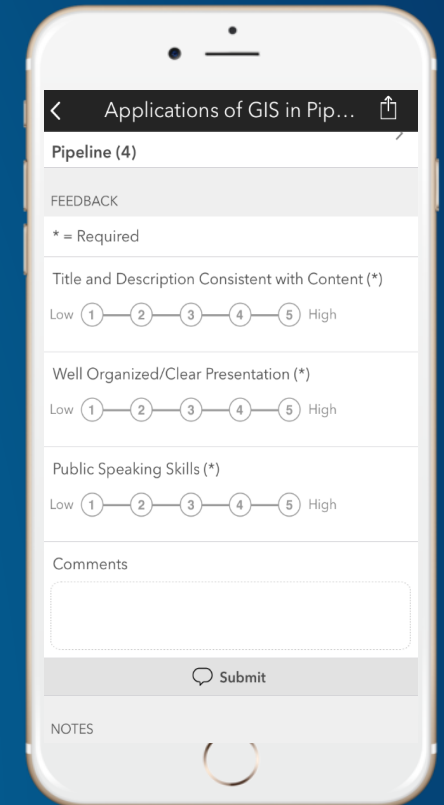 Applications of GIS in Pip...
Pipeline (4)
FEEDBACK
* = Required
Title and Description Consistent with Content (*)
Low 1 2 3 4 5 High
Well Organized/Clear Presentation (*)
Low 1 2 3 4 5 High
Public Speaking Skills (*)
Low 1 2 3 4 5 High
Comments
Submit
NOTES